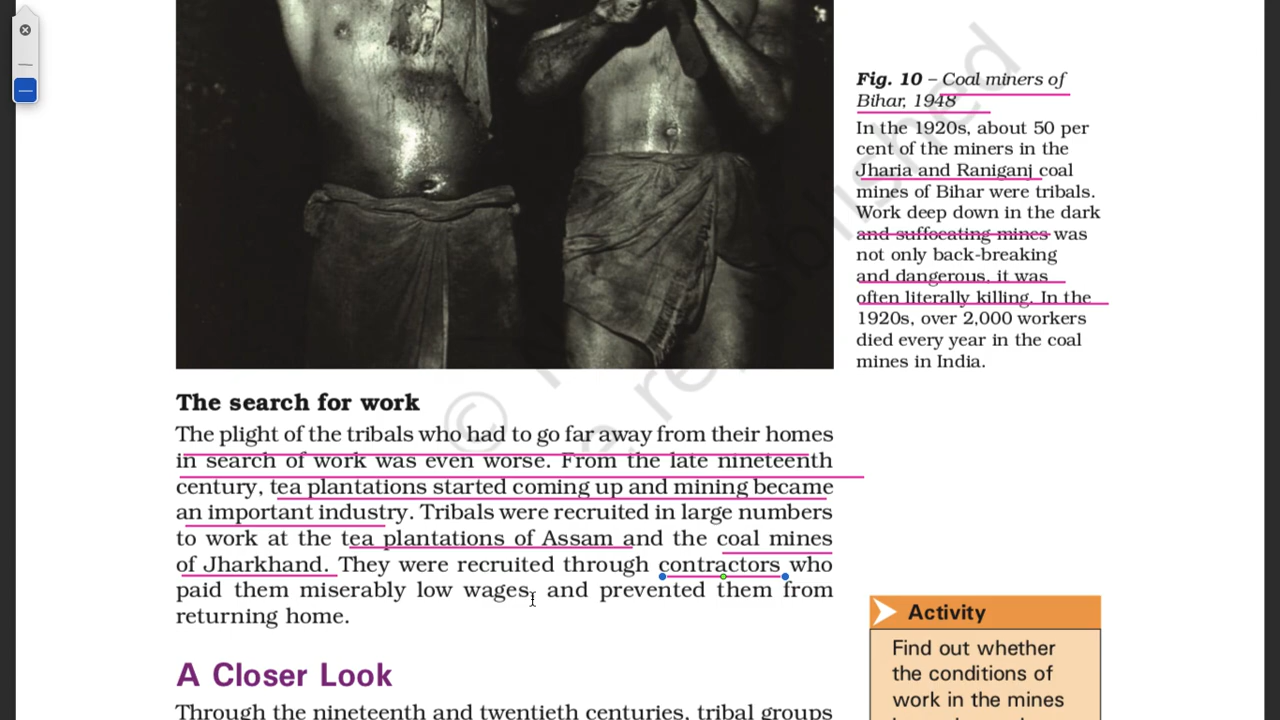 Fig. 10 – Coal miners of
Bihar, 1948
In the 1920s, about 50 per
cent of the miners in the
Jharia and Raniganj coal
mines of Bihar were tribals.
Work deep down in the dark
and suffocating mines was
not only back-breaking
and dangerous, it was
often literally killing. In the
1920s, over 2,000 workers
died every year in the coal
mines in India.
The search for work
The plight of the tribals who had to go far away from their homes
in search of work was even worse. From the late nineteenth
century, tea plantations started coming up and mining became
an important industry. Tribals were recruited in large numbers
to work at the tea plantations of Assam and the coal mines
of Jharkhand. They were recruited through contractors who
paid them miserably low wages, and prevented them from
returning home.
A Closer Look
Through the nineteenth and twentieth centuries, tribal groups
Activity
Find out whether
the conditions of
work in the mines